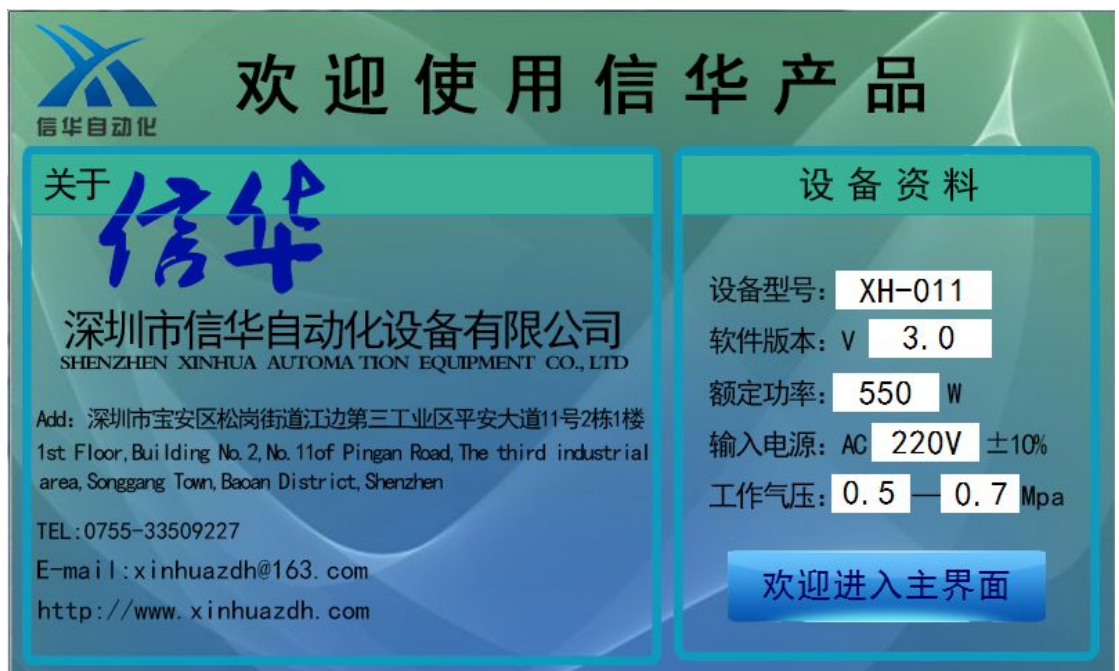 信华自动化
欢迎使用信华产品
关于信华
深圳市信华自动化设备有限公司
SHENZHEN XINHUA AUTOMA TION EQUIPMENT CO., LTD
Add: 深圳市宝安区松岗街道江边第三工业区平安大道11号2栋1楼
1st Floor, Building No. 2, No. 11of Pingan Road, The third industrial
area, Songgang Town, Baoan District, Shenzhen
TEL:0755-33509227
E-mail:xinhuazdh@163.com
http://www.xinhuazdh.com
设备资料
设备型号: XH-011
软件版本: V 3.0
额定功率: 550 W
输入电源: AC 220V ±10%
工作气压: 0.5 — 0.7 Mpa
欢迎进入主界面